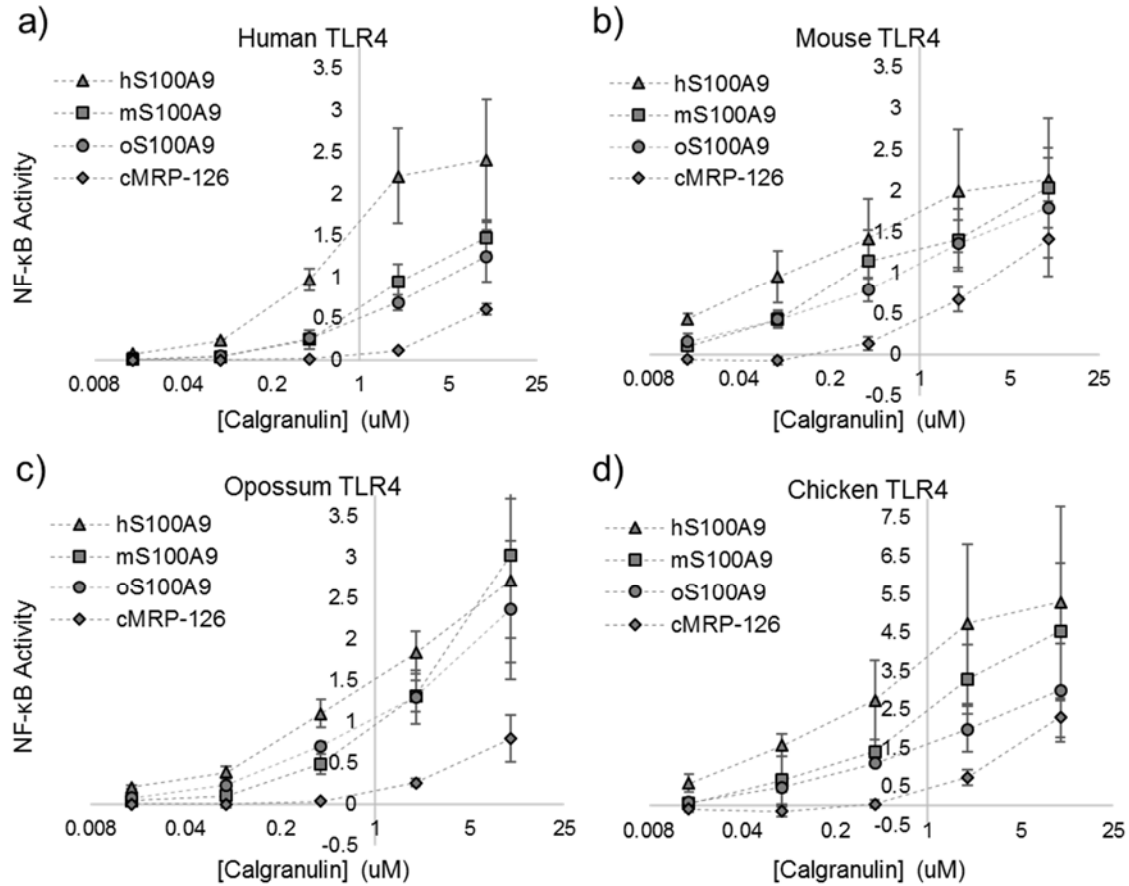 a)
Human TLR4
hS100A9
mS100A9
oS100A9
cMRP-126
NF-κB Activity
3.5
3
2.5
2
1.5
1
0.5
0
0.008 0.04 0.2 1 5 25
[Calgranulin] (uM)
b)
Mouse TLR4
hS100A9
mS100A9
oS100A9
cMRP-126
3.5
3
2.5
2
1.5
1
0.5
0
-0.5
0.008 0.04 0.2 1 5 25
[Calgranulin] (uM)
c)
Opossum TLR4
hS100A9
mS100A9
oS100A9
cMRP-126
NF-κB Activity
3.5
3
2.5
2
1.5
1
0.5
0
-0.5
0.008 0.04 0.2 1 5 25
[Calgranulin] (uM)
d)
Chicken TLR4
hS100A9
mS100A9
oS100A9
cMRP-126
7.5
6.5
5.5
4.5
3.5
2.5
1.5
0.5
-0.5
0.008 0.04 0.2 1 5 25
[Calgranulin] (uM)